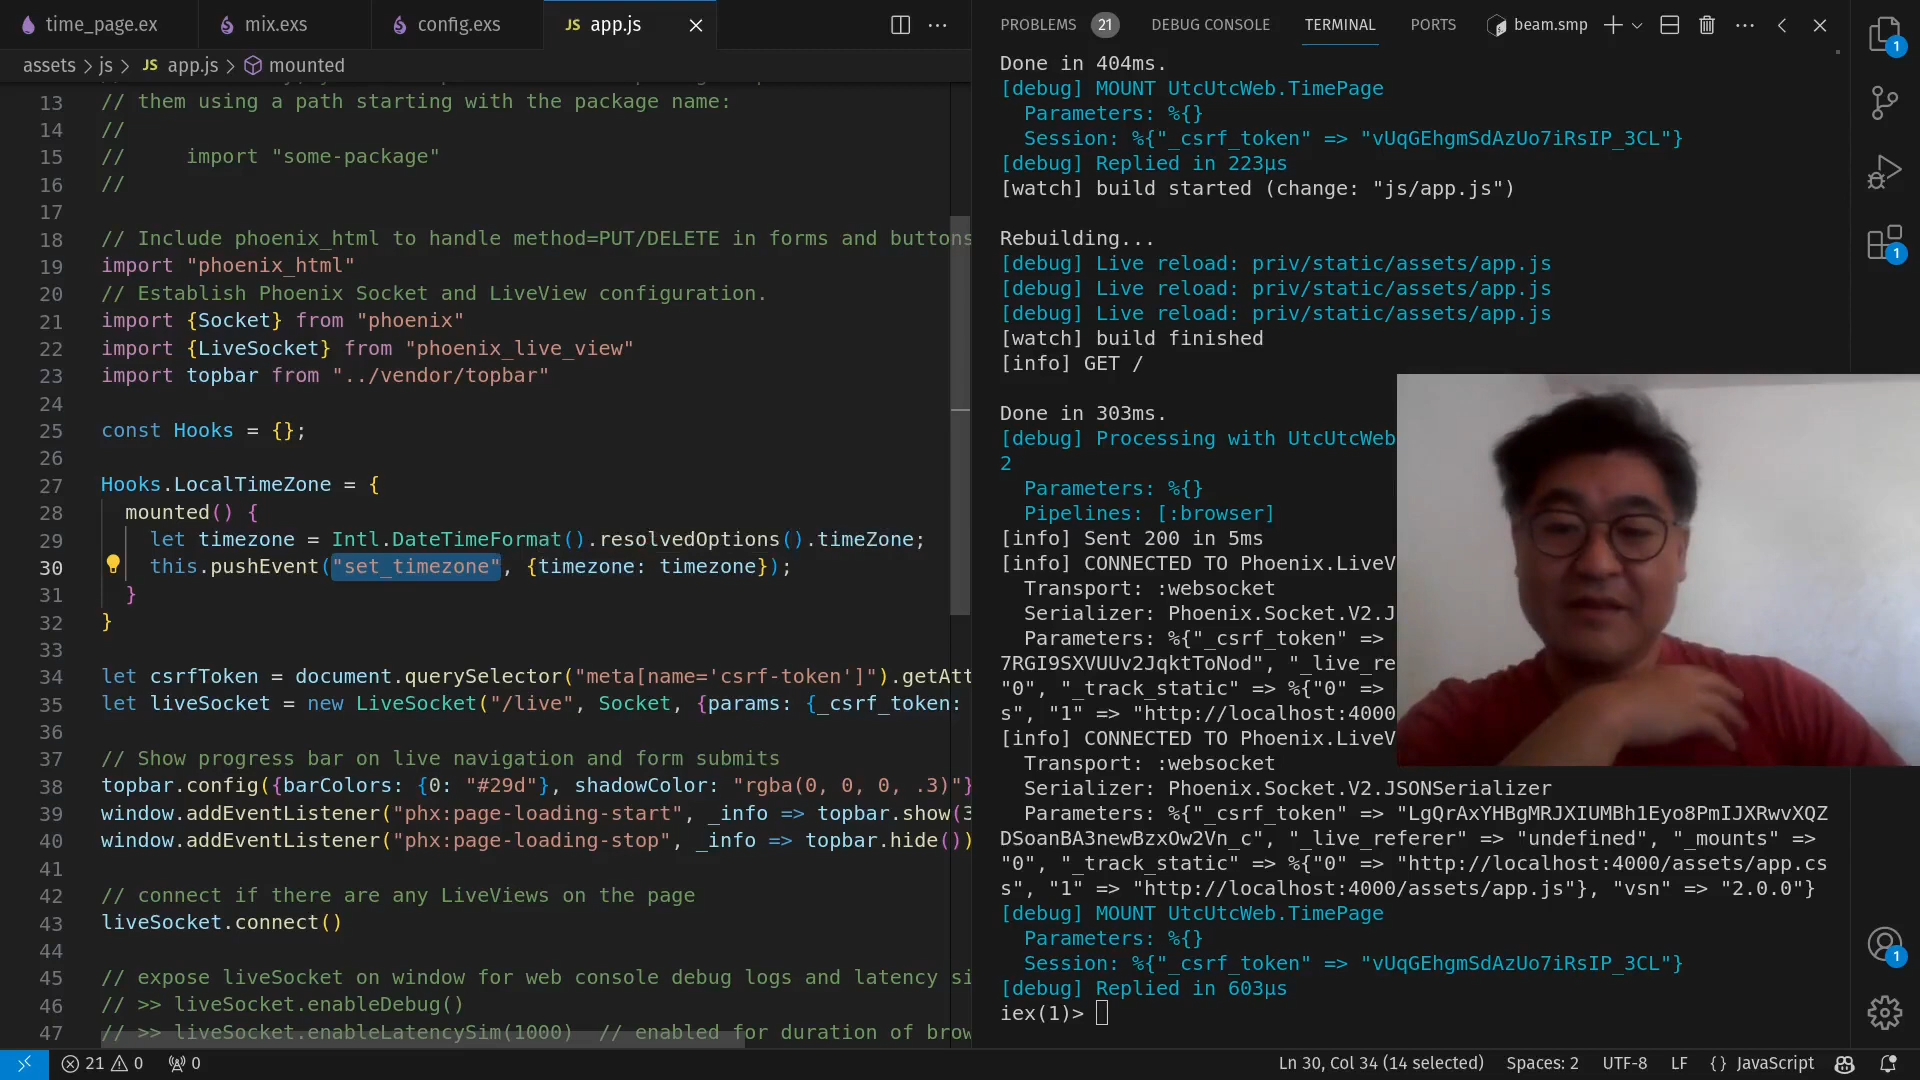 time_page.ex
mix.exs
config.exs
JS app.js
assets > js > JS app.js > mounted
13 // them using a path starting with the package name:
14 //
15 //     import "some-package"
16 //
17
18 // Include phoenix_html to handle method=PUT/DELETE in forms and buttons
19 import "phoenix_html"
20 // Establish Phoenix Socket and LiveView configuration.
21 import {Socket} from "phoenix"
22 import {LiveSocket} from "phoenix_live_view"
23 import topbar from "../vendor/topbar"
24
25 const Hooks = {};
26
27 Hooks.LocalTimeZone = {
28   mounted() {
29     let timezone = Intl.DateTimeFormat().resolvedOptions().timeZone;
30     this.pushEvent("set_timezone", {timezone: timezone});
31   }
32 }
33
34 let csrfToken = document.querySelector("meta[name='csrf-token']").getAtt
35 let liveSocket = new LiveSocket("/live", Socket, {params: {_csrf_token:
36
37 // Show progress bar on live navigation and form submits
38 topbar.config({barColors: {0: "#29d"}, shadowColor: "rgba(0, 0, 0, .3)"}
39 window.addEventListener("phx:page-loading-start", _info => topbar.show(3
40 window.addEventListener("phx:page-loading-stop", _info => topbar.hide())
41
42 // connect if there are any LiveViews on the page
43 liveSocket.connect()
44
45 // expose liveSocket on window for web console debug logs and latency si
46 // >> liveSocket.enableDebug()
47 // >> liveSocket.enableLatencySim(1000)  // enabled for duration of brow
PROBLEMS 21 DEBUG CONSOLE TERMINAL PORTS beam.smp
Done in 404ms.
[debug] MOUNT UtcUtcWeb.TimePage
  Parameters: %{}
  Session: %{"_csrf_token" => "vUqGEhgmSdAzUo7iRsIP_3CL"}
[debug] Replied in 223µs
[watch] build started (change: "js/app.js")
Rebuilding...
[debug] Live reload: priv/static/assets/app.js
[debug] Live reload: priv/static/assets/app.js
[debug] Live reload: priv/static/assets/app.js
[watch] build finished
[info] GET /
Done in 303ms.
[debug] Processing with UtcUtcWeb
2
  Parameters: %{}
  Pipelines: [:browser]
[info] Sent 200 in 5ms
[info] CONNECTED TO Phoenix.LiveV
  Transport: :websocket
  Serializer: Phoenix.Socket.V2.J
  Parameters: %{"_csrf_token" =>
7RGI9SXVUUv2JqktToNod", "_live_re
"0", "_track_static" => %{"0" =>
s", "1" => "http://localhost:4000
[info] CONNECTED TO Phoenix.LiveV
  Transport: :websocket
  Serializer: Phoenix.Socket.V2.JSONSerializer
  Parameters: %{"_csrf_token" => "LgQrAxYHBgMRJXIUMBh1Eyo8PmIJXRwvXQZ
DSoanBA3newBzxOw2Vn_c", "_live_referer" => "undefined", "_mounts" =>
"0", "_track_static" => %{"0" => "http://localhost:4000/assets/app.cs
s", "1" => "http://localhost:4000/assets/app.js"}, "vsn" => "2.0.0"}
[debug] MOUNT UtcUtcWeb.TimePage
  Parameters: %{}
  Session: %{"_csrf_token" => "vUqGEhgmSdAzUo7iRsIP_3CL"}
[debug] Replied in 603µs
iex(1)>
1
1
1
21 0 0
Ln 30, Col 34 (14 selected) Spaces: 2 UTF-8 LF {} JavaScript